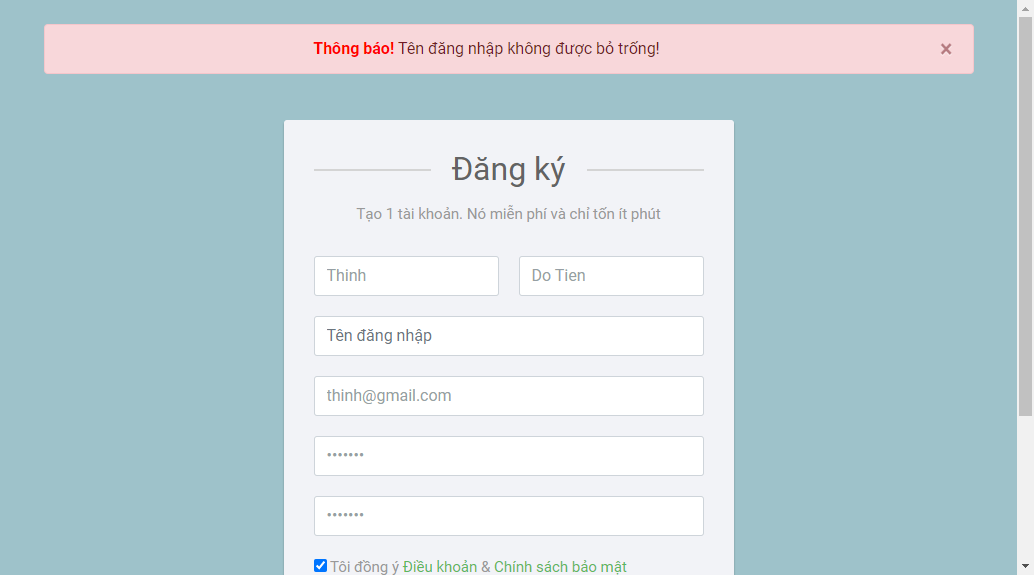 Thông báo! Tên đăng nhập không được bỏ trống! ×
Đăng ký
Tạo 1 tài khoản. Nó miễn phí và chỉ tốn ít phút
Thinh Do Tien
Tên đăng nhập
thinh@gmail.com
•••••••
•••••••
Tôi đồng ý Điều khoản & Chính sách bảo mật